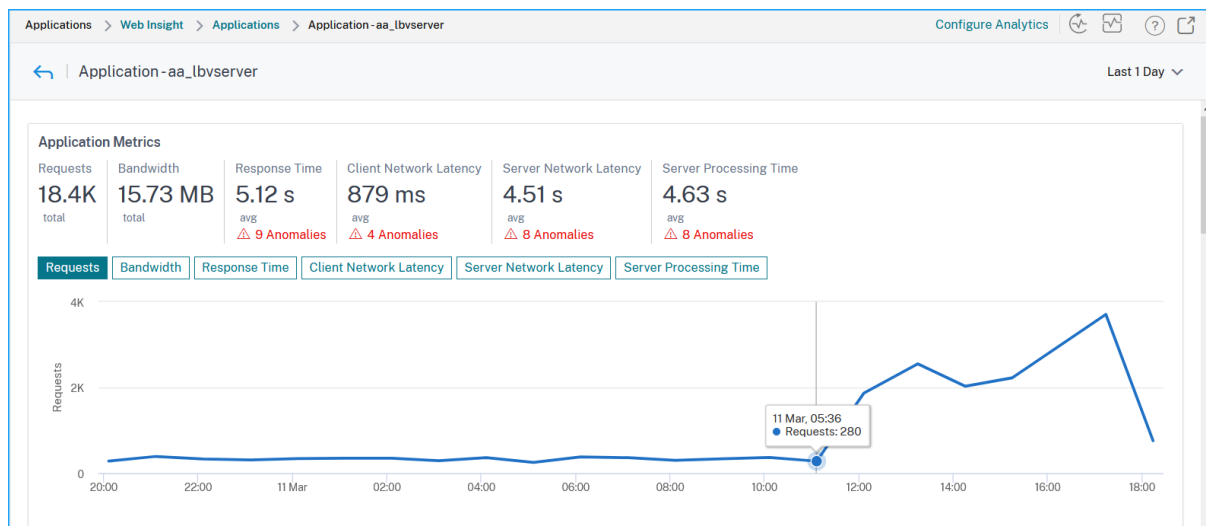 Applications > Web Insight > Applications > Application-aa_lbvserver Configure Analytics
Application-aa_lbvserver Last 1 Day
Application Metrics
Requests Bandwidth Response Time Client Network Latency Server Network Latency Server Processing Time
18.4K 15.73 MB 5.12 s 879 ms 4.51 s 4.63 s
total total avg avg avg avg
9 Anomalies 4 Anomalies 8 Anomalies 8 Anomalies
Requests Bandwidth Response Time Client Network Latency Server Network Latency Server Processing Time
4K
2K
0
Requests
11 Mar, 05:36
Requests: 280
20:00 22:00 11 Mar 02:00 04:00 06:00 08:00 10:00 12:00 14:00 16:00 18:00